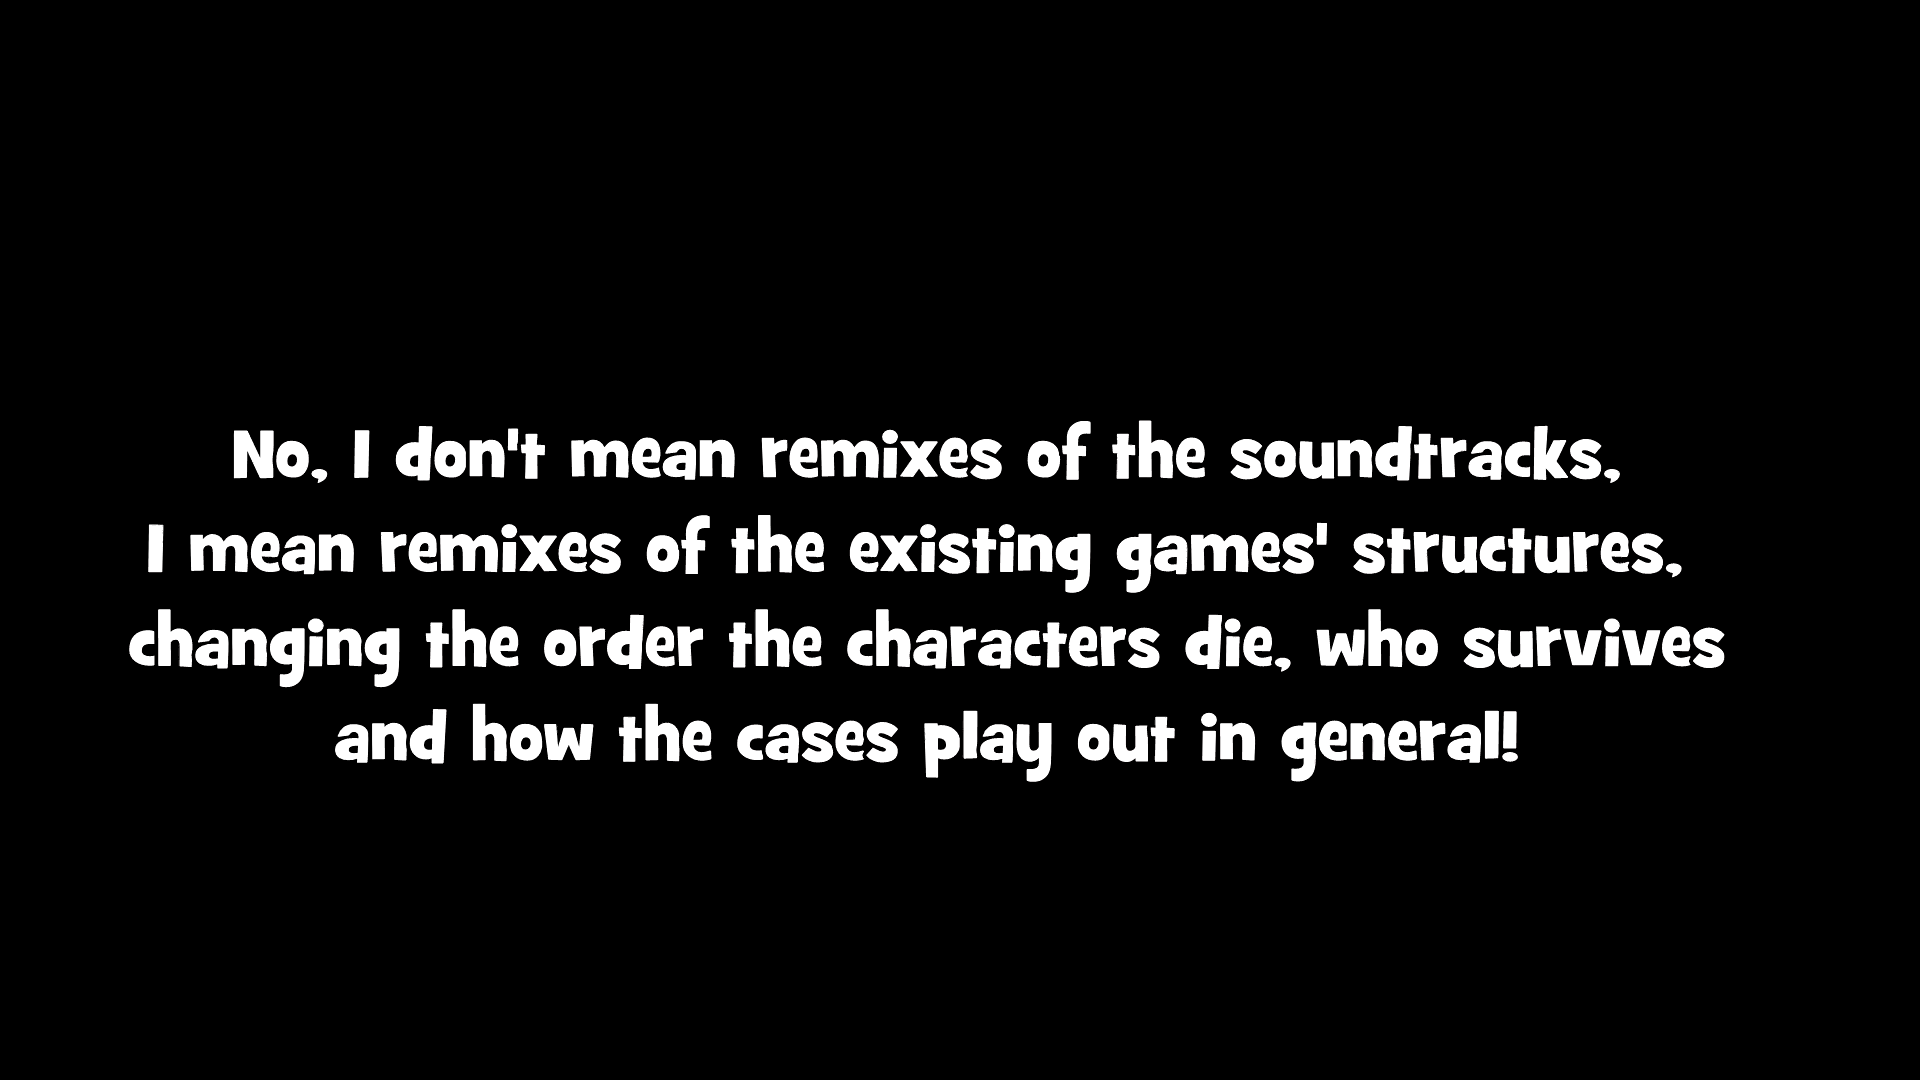 No, I don't mean remixes of the soundtracks,
I mean remixes of the existing games' structures,
changing the order the characters die, who survives
and how the cases play out in general!